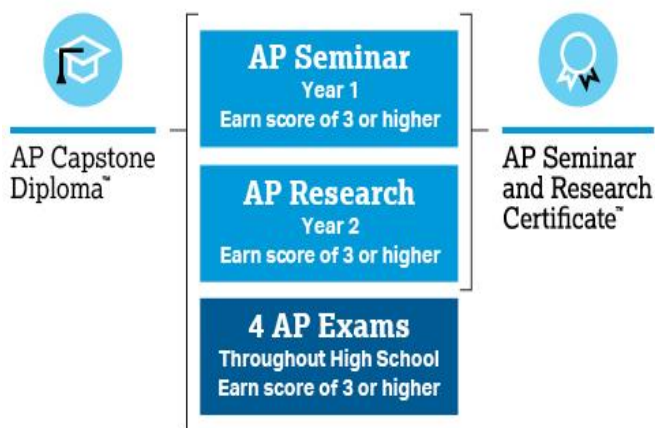 AP Capstone
Diploma™
AP Seminar
Year 1
Earn score of 3 or higher
AP Research
Year 2
Earn score of 3 or higher
4 AP Exams
Throughout High School
Earn score of 3 or higher
AP Seminar
and Research
Certificate™